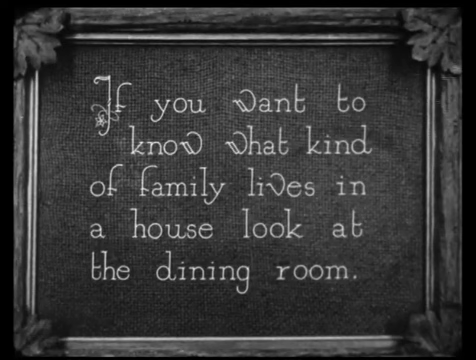 If you want to
know what kind
of family lives in
a house look at
the dining room.